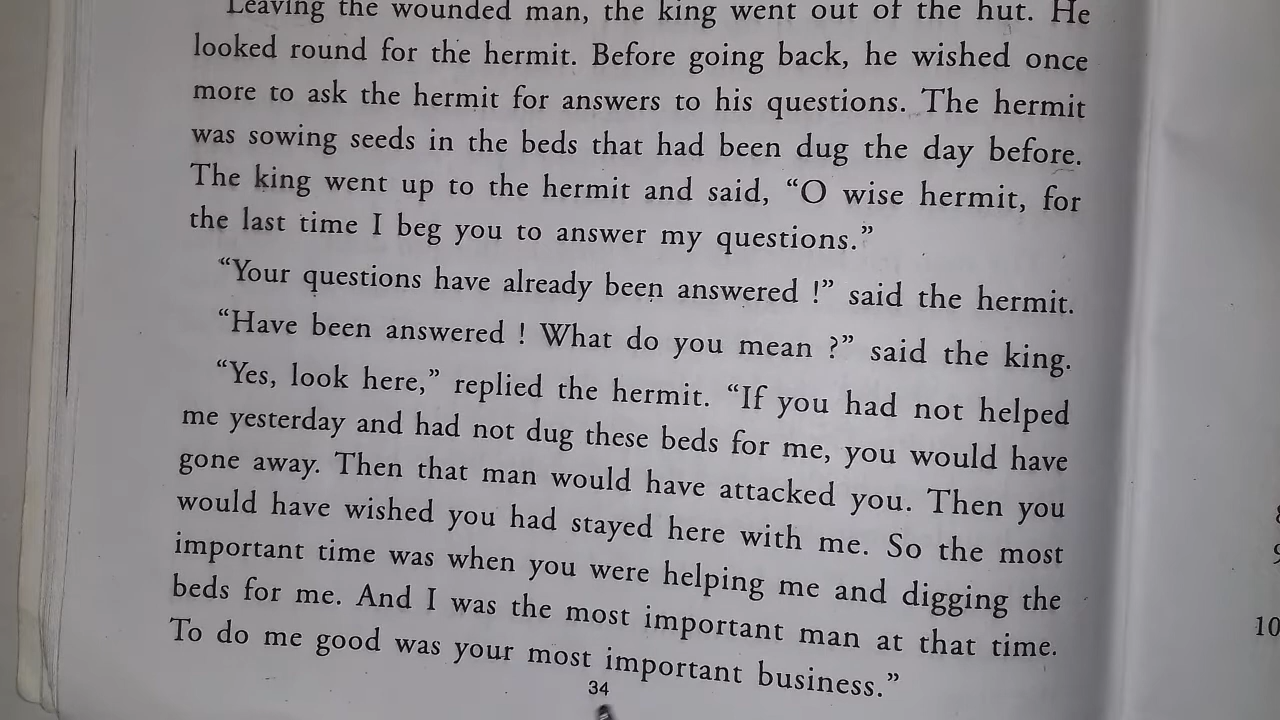 Leaving the wounded man, the king went out of the hut. He
looked round for the hermit. Before going back, he wished once
more to ask the hermit for answers to his questions. The hermit
was sowing seeds in the beds that had been dug the day before.
The king went up to the hermit and said, “O wise hermit, for
the last time I beg you to answer my questions.”
“Your questions have already been answered !” said the hermit.
“Have been answered ! What do you mean ?” said the king.
“Yes, look here,” replied the hermit. “If you had not helped
me yesterday and had not dug these beds for me, you would have
gone away. Then that man would have attacked you. Then you
would have wished you had stayed here with me. So the most
important time was when you were helping me and digging the
beds for me. And I was the most important man at that time.
To do me good was your most important business.”
34
10